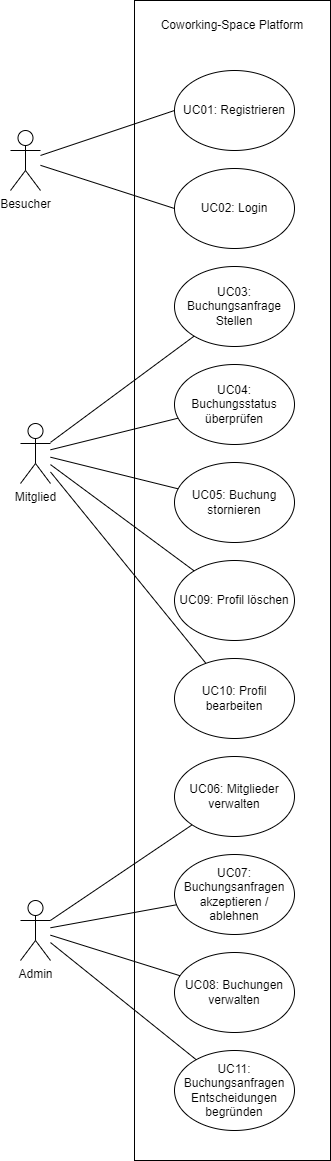 Coworking-Space Platform
UC01: Registrieren
Besucher
UC02: Login
UC03:
Buchungsanfrage
Stellen
UC04:
Buchungsstatus
überprüfen
Mitglied
UC05: Buchung
stornieren
UC09: Profil löschen
UC10: Profil
bearbeiten
UC06: Mitglieder
verwalten
UC07:
Buchungsanfragen
akzeptieren /
ablehnen
Admin
UC08: Buchungen
verwalten
UC11:
Buchungsanfragen
Entscheidungen
begründen